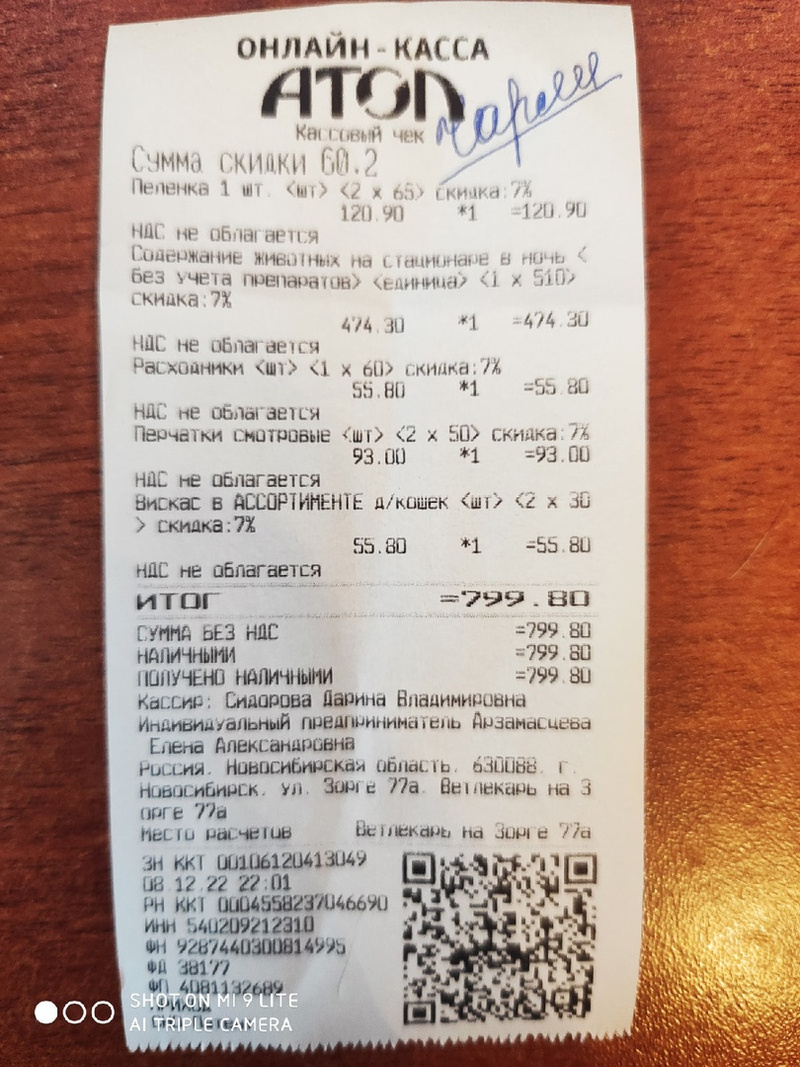 ОНЛАЙН-КАССА
АТОЛ
Кассовый чек
Сумма скидки 60.2
Пеленка 1 шт. <шт> <2 x 65> скидка:7%
120.90 *1 =120.90
НДС не облагается
Содержание животных на стационаре в ночь <
без учета препаратов> <единица> <1 x 510>
скидка:7%
474.30 *1 =474.30
НДС не облагается
Расходники <шт> <1 x 60> скидка:7%
55.80 *1 =55.80
НДС не облагается
Перчатки смотровые <шт> <2 x 50> скидка:7%
93.00 *1 =93.00
НДС не облагается
Вискас в АССОРТИМЕНТЕ д/кошек <шт> <2 x 30
> скидка:7%
55.80 *1 =55.80
НДС не облагается
ИТОГ =799.80
СУММА БЕЗ НДС =799.80
НАЛИЧНЫМИ =799.80
ПОЛУЧЕНО НАЛИЧНЫМИ =799.80
Кассир: Сидорова Дарина Владимировна
Индивидуальный предприниматель Арзамасцева
Елена Александровна
Россия, Новосибирская область, 630088, г.
Новосибирск, ул. Зорге 77а. Ветлекарь на З
орге 77а
Место расчетов Ветлекарь на Зорге 77а
ЗН ККТ 00106120413049
08.12.22 22:01
РН ККТ 0004558237046690
ИНН 540209212310
ФН 9287440300814995
ФД 38177
ФП 4081132689
ПРИХОД
SHOT ON MI 9 LITE
AI TRIPLE CAMERA